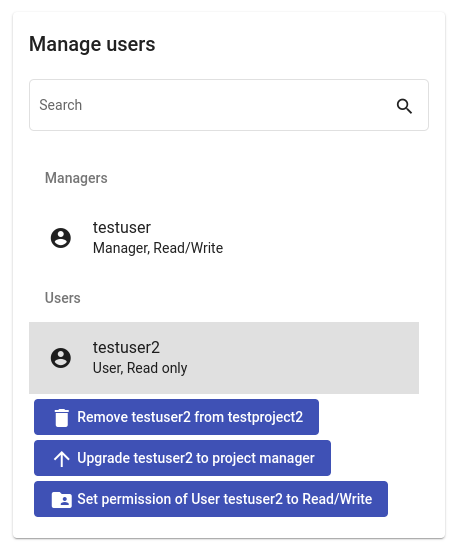 Manage users
Search
Managers
testuser
Manager, Read/Write
Users
testuser2
User, Read only
Remove testuser2 from testproject2
Upgrade testuser2 to project manager
Set permission of User testuser2 to Read/Write